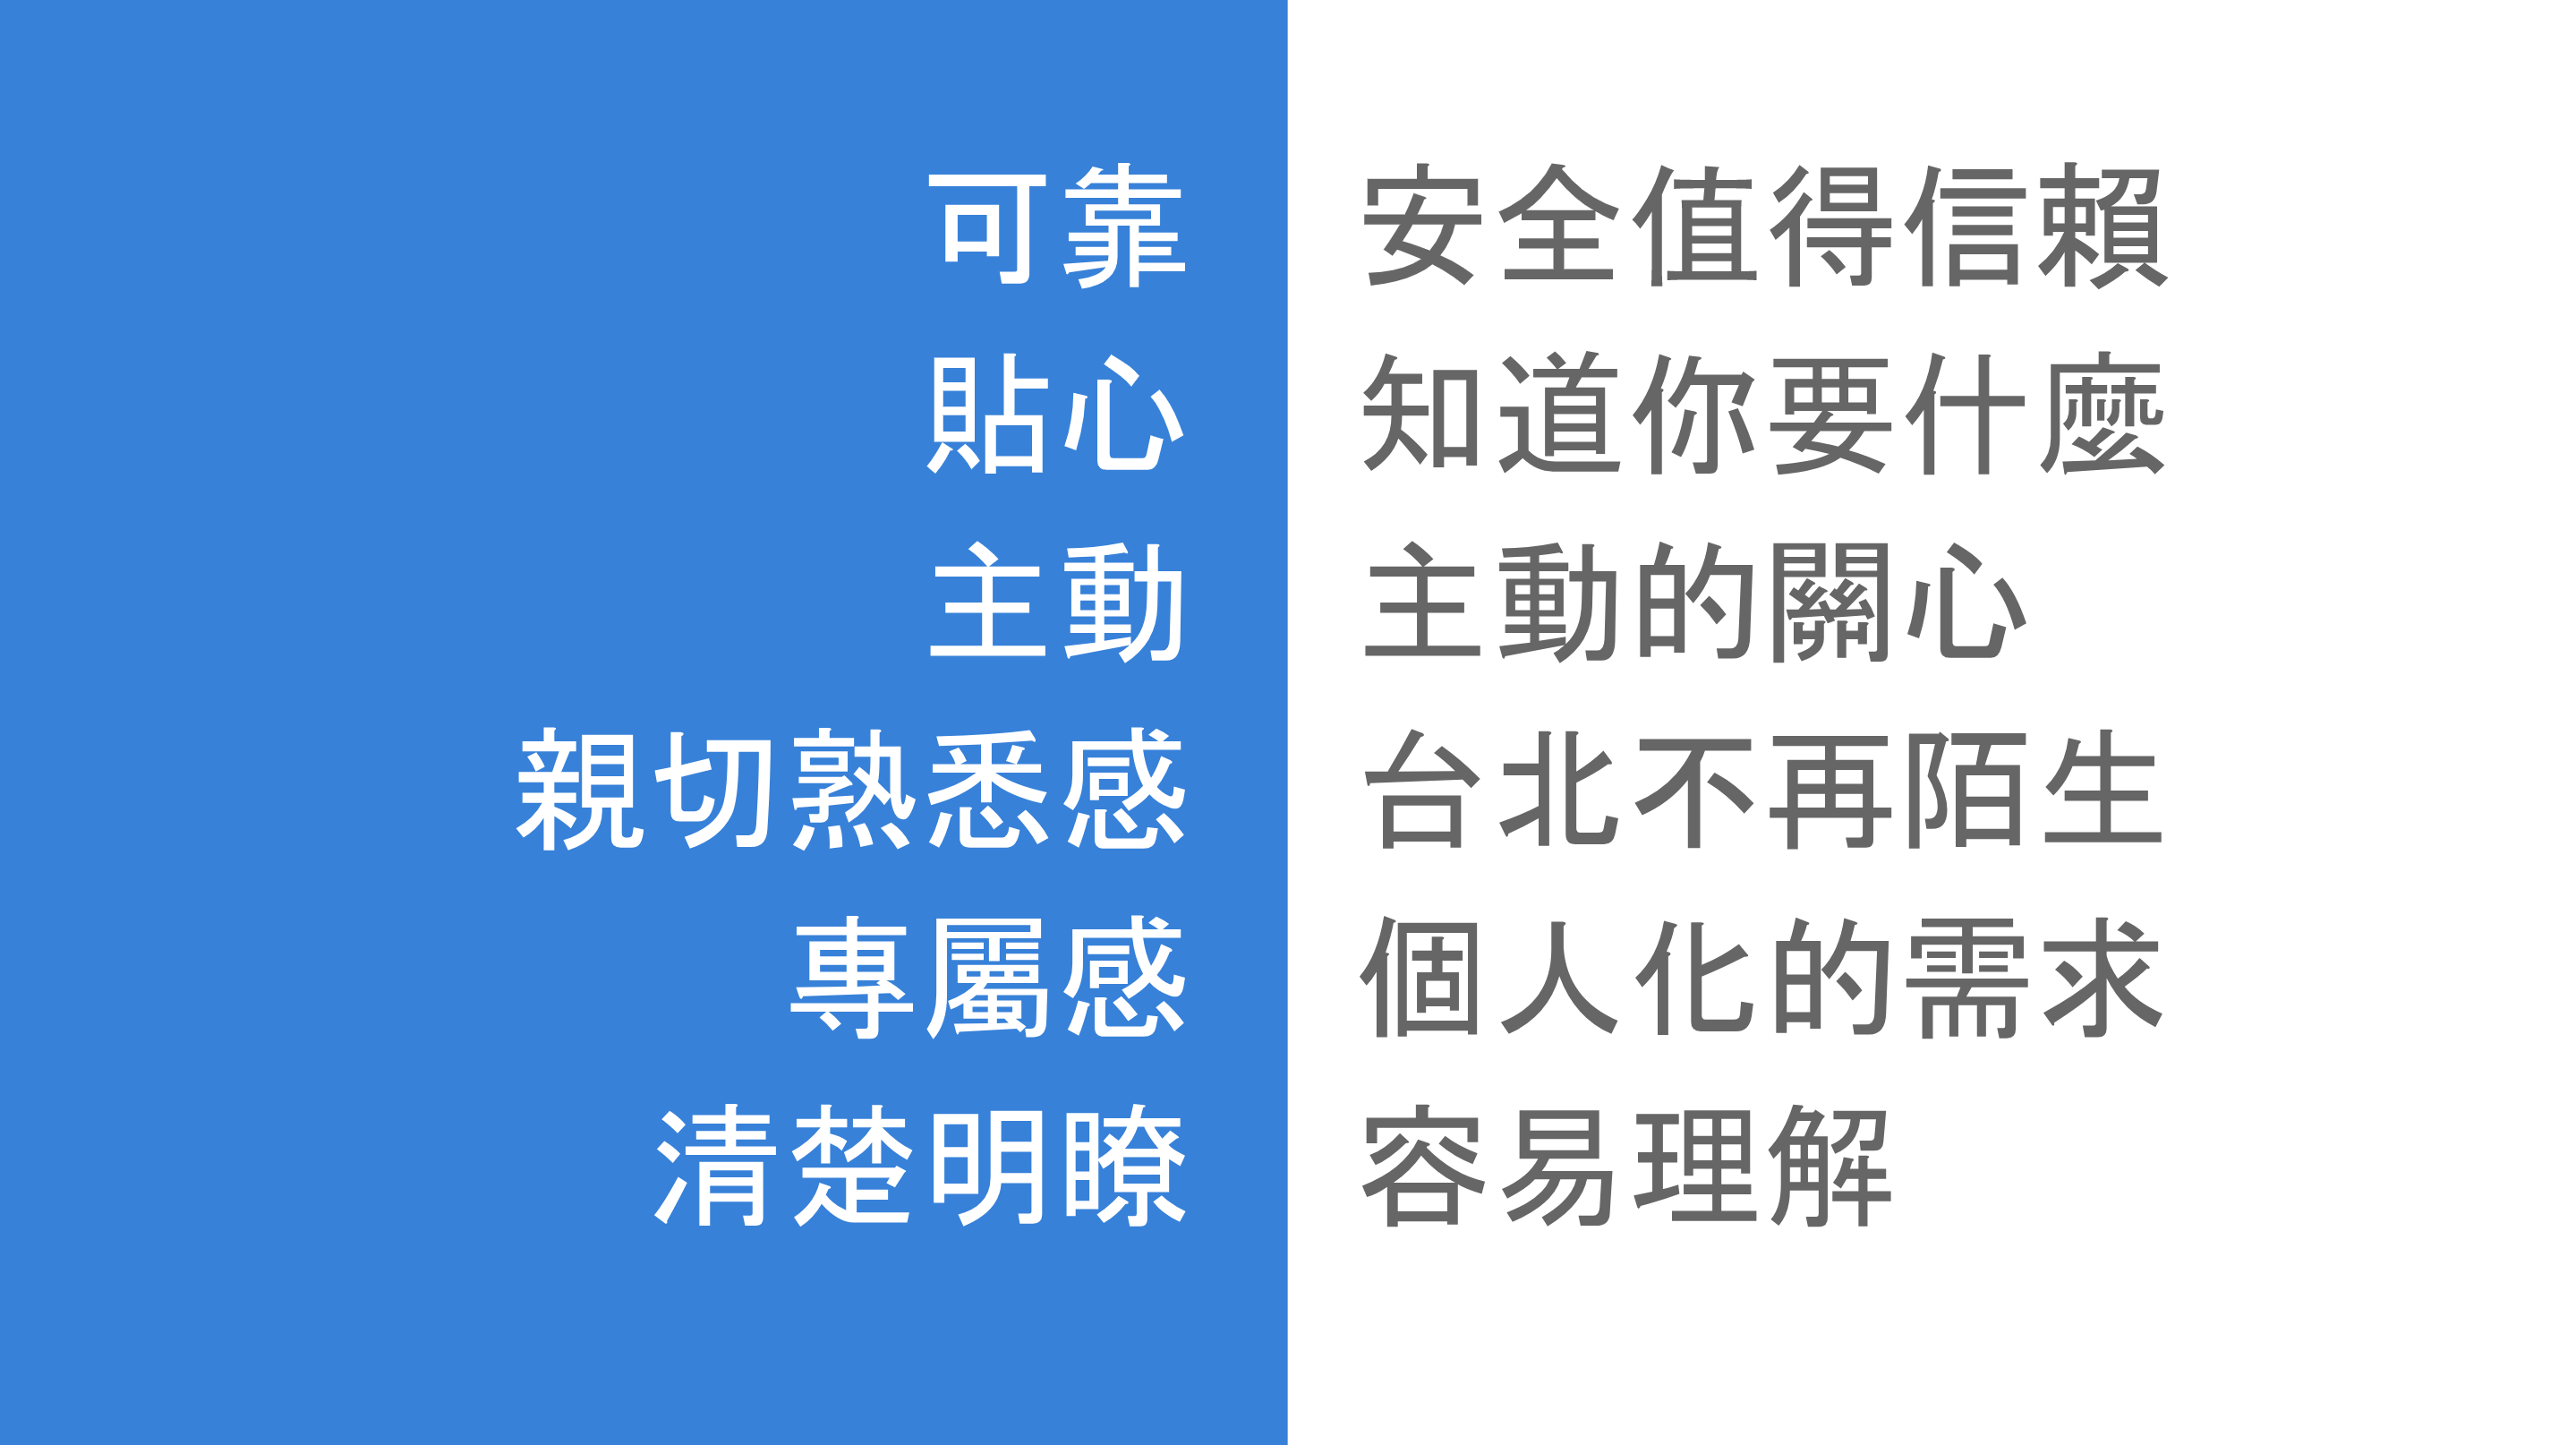 可靠 安全值得信賴
貼心 知道你要什麼
主動 主動的關心
親切熟悉感 台北不再陌生
專屬感 個人化的需求
清楚明瞭 容易理解